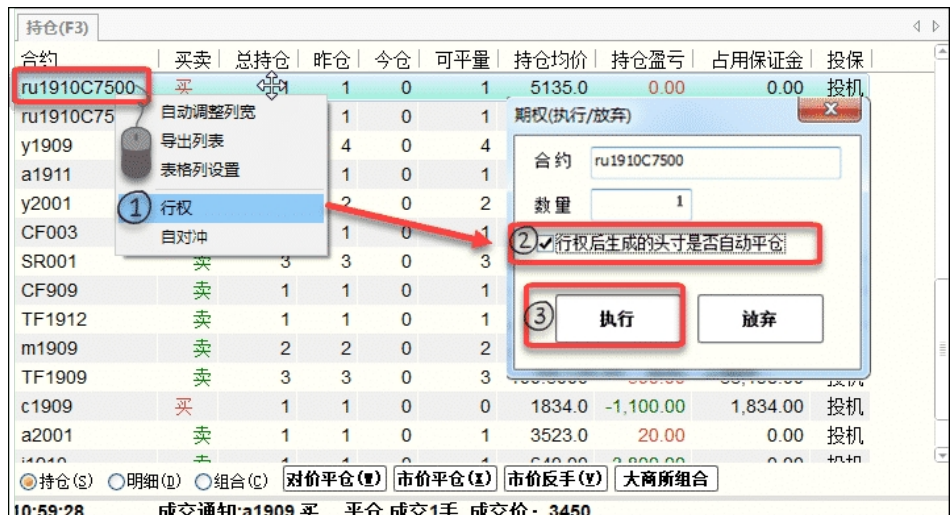 持仓(F3)
合约 买卖 总持仓 昨仓 今仓 可平量 持仓均价 持仓盈亏 占用保证金 投保
ru1910C7500 买 1 1 0 1 5135.0 0.00 0.00 投机
ru1910C75 1 0 1
y1909 4 0 4
a1911 1 0 1
y2001 2 0 2
CF003 1 0 1
SR001 卖 3 3 0 3
CF909 卖 1 1 0 1
TF1912 卖 1 1 0 1
m1909 卖 2 2 0 2
TF1909 卖 3 3 0 3
c1909 买 1 1 0 0 1834.0 -1,100.00 1,834.00 投机
a2001 卖 1 1 0 1 3523.0 20.00 0.00 投机
自动调整列宽
导出列表
表格列设置
1 行权
自对冲
期权(执行/放弃)
合约 ru1910C7500
数量 1
2 行权后生成的头寸是否自动平仓
3 执行 放弃
持仓(S) 明细(D) 组合(C) 对价平仓(W) 市价平仓(X) 市价反手(Y) 大商所组合
10:59:28 成交通知:a1909 买 平仓 成交1手 成交价: 3450